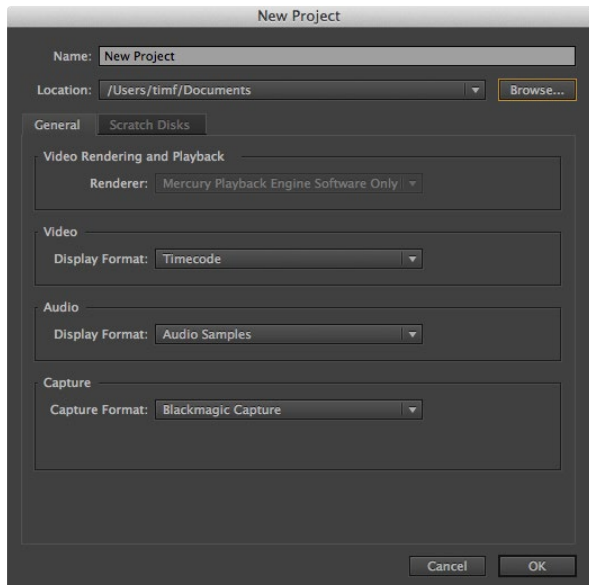 New Project
Name: New Project
Location: /Users/timf/Documents Browse...
General Scratch Disks
Video Rendering and Playback
Renderer: Mercury Playback Engine Software Only
Video
Display Format: Timecode
Audio
Display Format: Audio Samples
Capture
Capture Format: Blackmagic Capture
Cancel OK